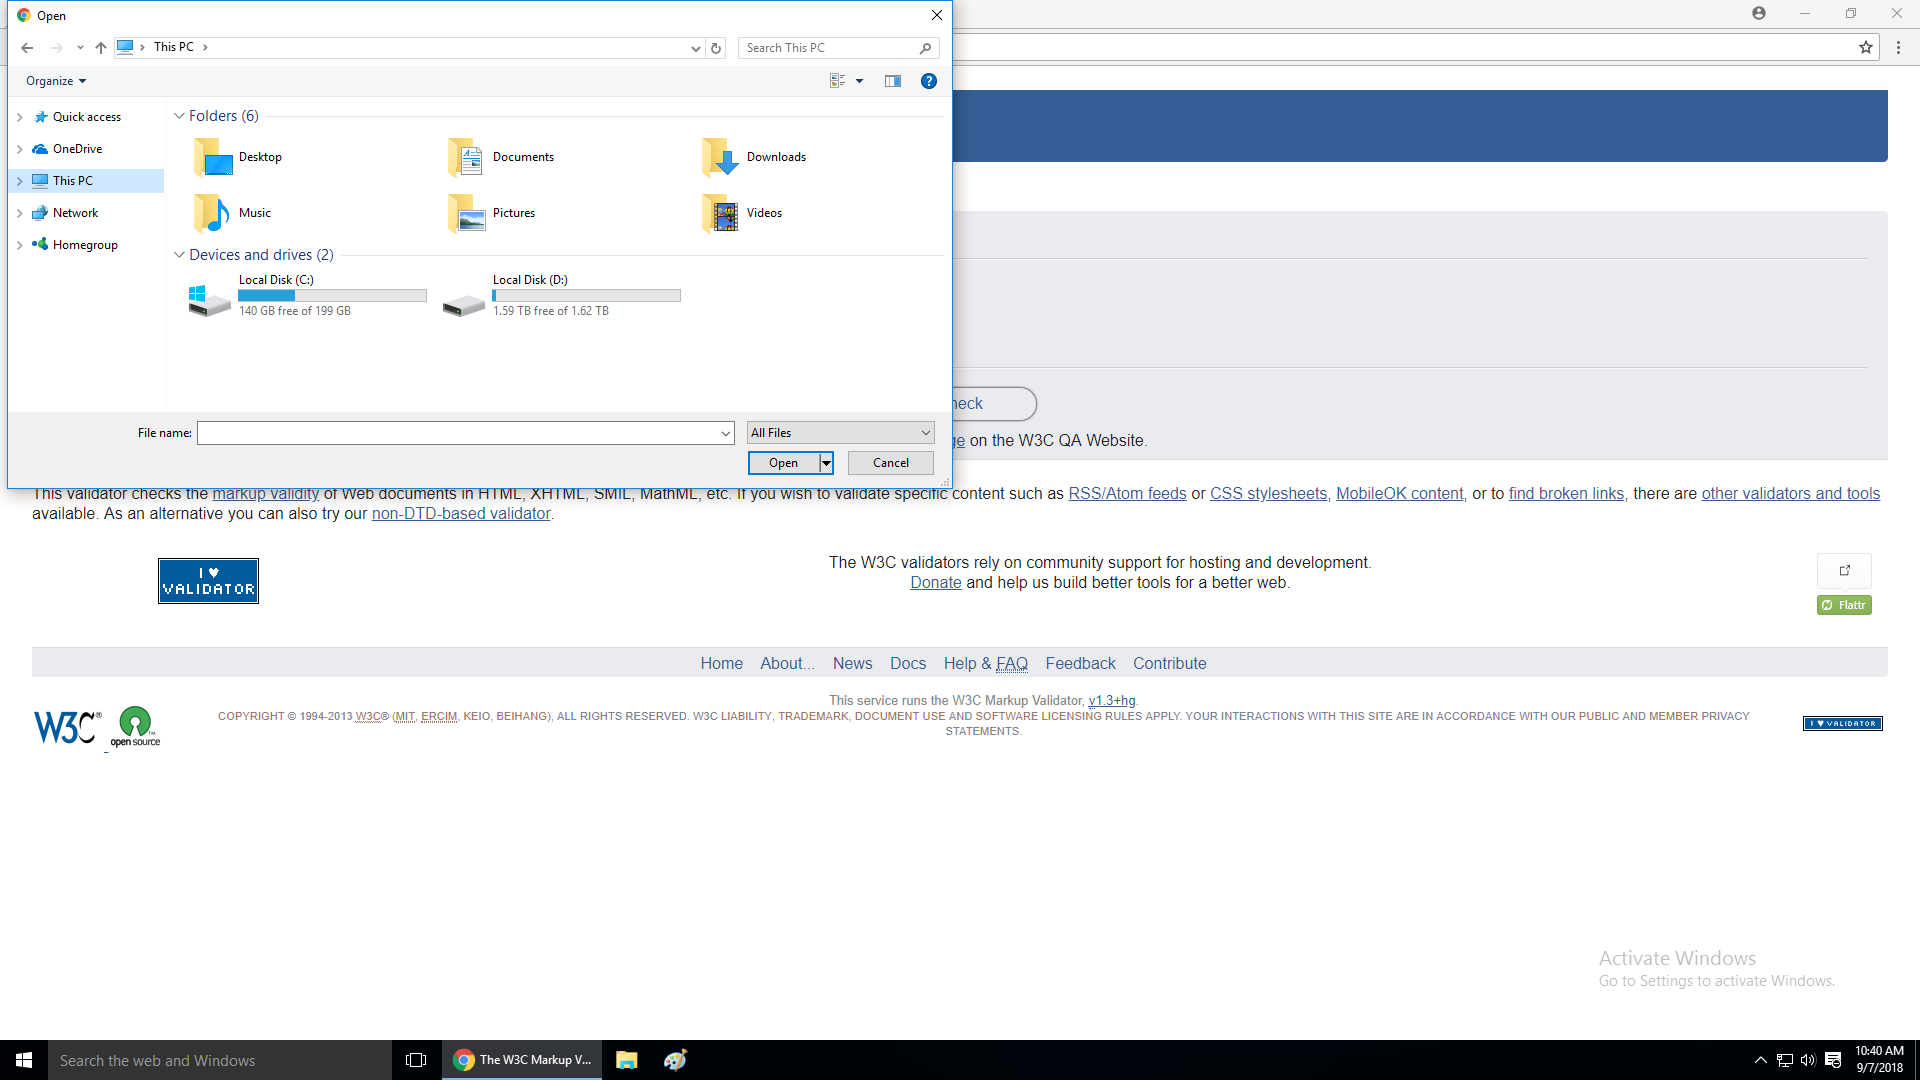 Open
This PC
Search This PC
Organize
Quick access
OneDrive
This PC
Network
Homegroup
Folders (6)
Desktop
Documents
Downloads
Music
Pictures
Videos
Devices and drives (2)
Local Disk (C:)
140 GB free of 199 GB
Local Disk (D:)
1.59 TB free of 1.62 TB
File name:
All Files
Open
Cancel
on the W3C QA Website.
This validator checks the markup validity of Web documents in HTML, XHTML, SMIL, MathML, etc. If you wish to validate specific content such as RSS/Atom feeds or CSS stylesheets, MobileOK content, or to find broken links, there are other validators and tools
available. As an alternative you can also try our non-DTD-based validator.
I ♥
VALIDATOR
The W3C validators rely on community support for hosting and development.
Donate and help us build better tools for a better web.
Flattr
Home About... News Docs Help & FAQ Feedback Contribute
W3C®
open source
This service runs the W3C Markup Validator, v1.3+hg.
COPYRIGHT © 1994-2013 W3C® (MIT, ERCIM, KEIO, BEIHANG), ALL RIGHTS RESERVED. W3C LIABILITY, TRADEMARK, DOCUMENT USE AND SOFTWARE LICENSING RULES APPLY. YOUR INTERACTIONS WITH THIS SITE ARE IN ACCORDANCE WITH OUR PUBLIC AND MEMBER PRIVACY
STATEMENTS.
I ♥ VALIDATOR
Activate Windows
Go to Settings to activate Windows.
Search the web and Windows
The W3C Markup V...
10:40 AM
9/7/2018